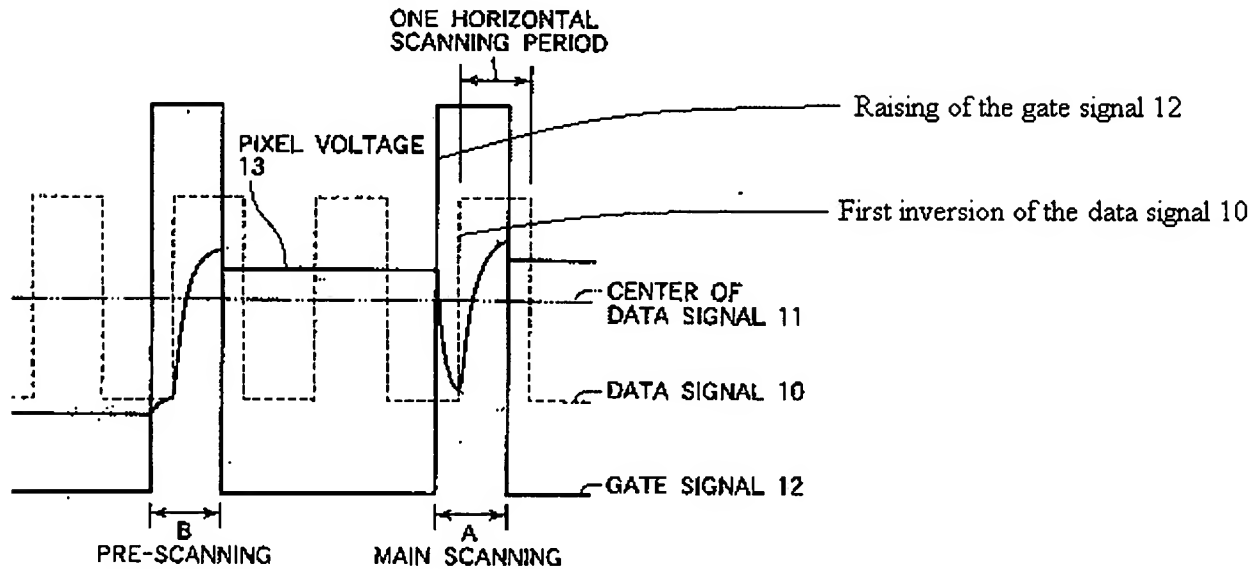 ONE HORIZONTAL
SCANNING PERIOD
Raising of the gate signal 12
PIXEL VOLTAGE
13
First inversion of the data signal 10
CENTER OF
DATA SIGNAL 11
DATA SIGNAL 10
GATE SIGNAL 12
B
PRE-SCANNING
A
MAIN SCANNING